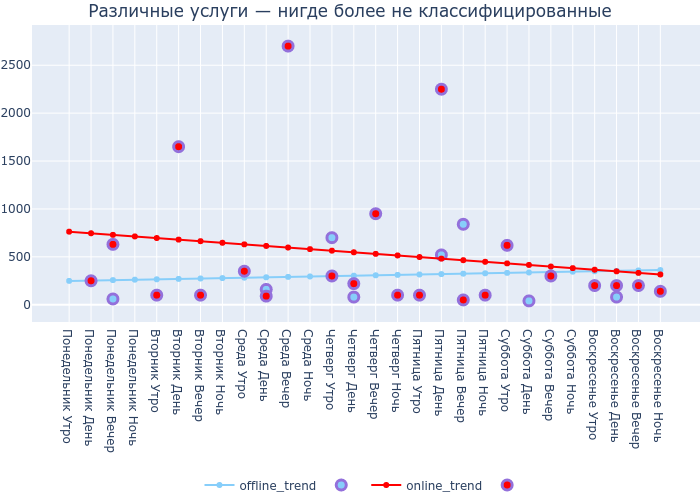 Различные услуги — нигде более не классифицированные
2500
2000
1500
1000
500
0
Понедельник Утро
Понедельник День
Понедельник Вечер
Понедельник Ночь
Вторник Утро
Вторник День
Вторник Вечер
Вторник Ночь
Среда Утро
Среда День
Среда Вечер
Среда Ночь
Четверг Утро
Четверг День
Четверг Вечер
Четверг Ночь
Пятница Утро
Пятница День
Пятница Вечер
Пятница Ночь
Суббота Утро
Суббота День
Суббота Вечер
Суббота Ночь
Воскресенье Утро
Воскресенье День
Воскресенье Вечер
Воскресенье Ночь
offline_trend
online_trend